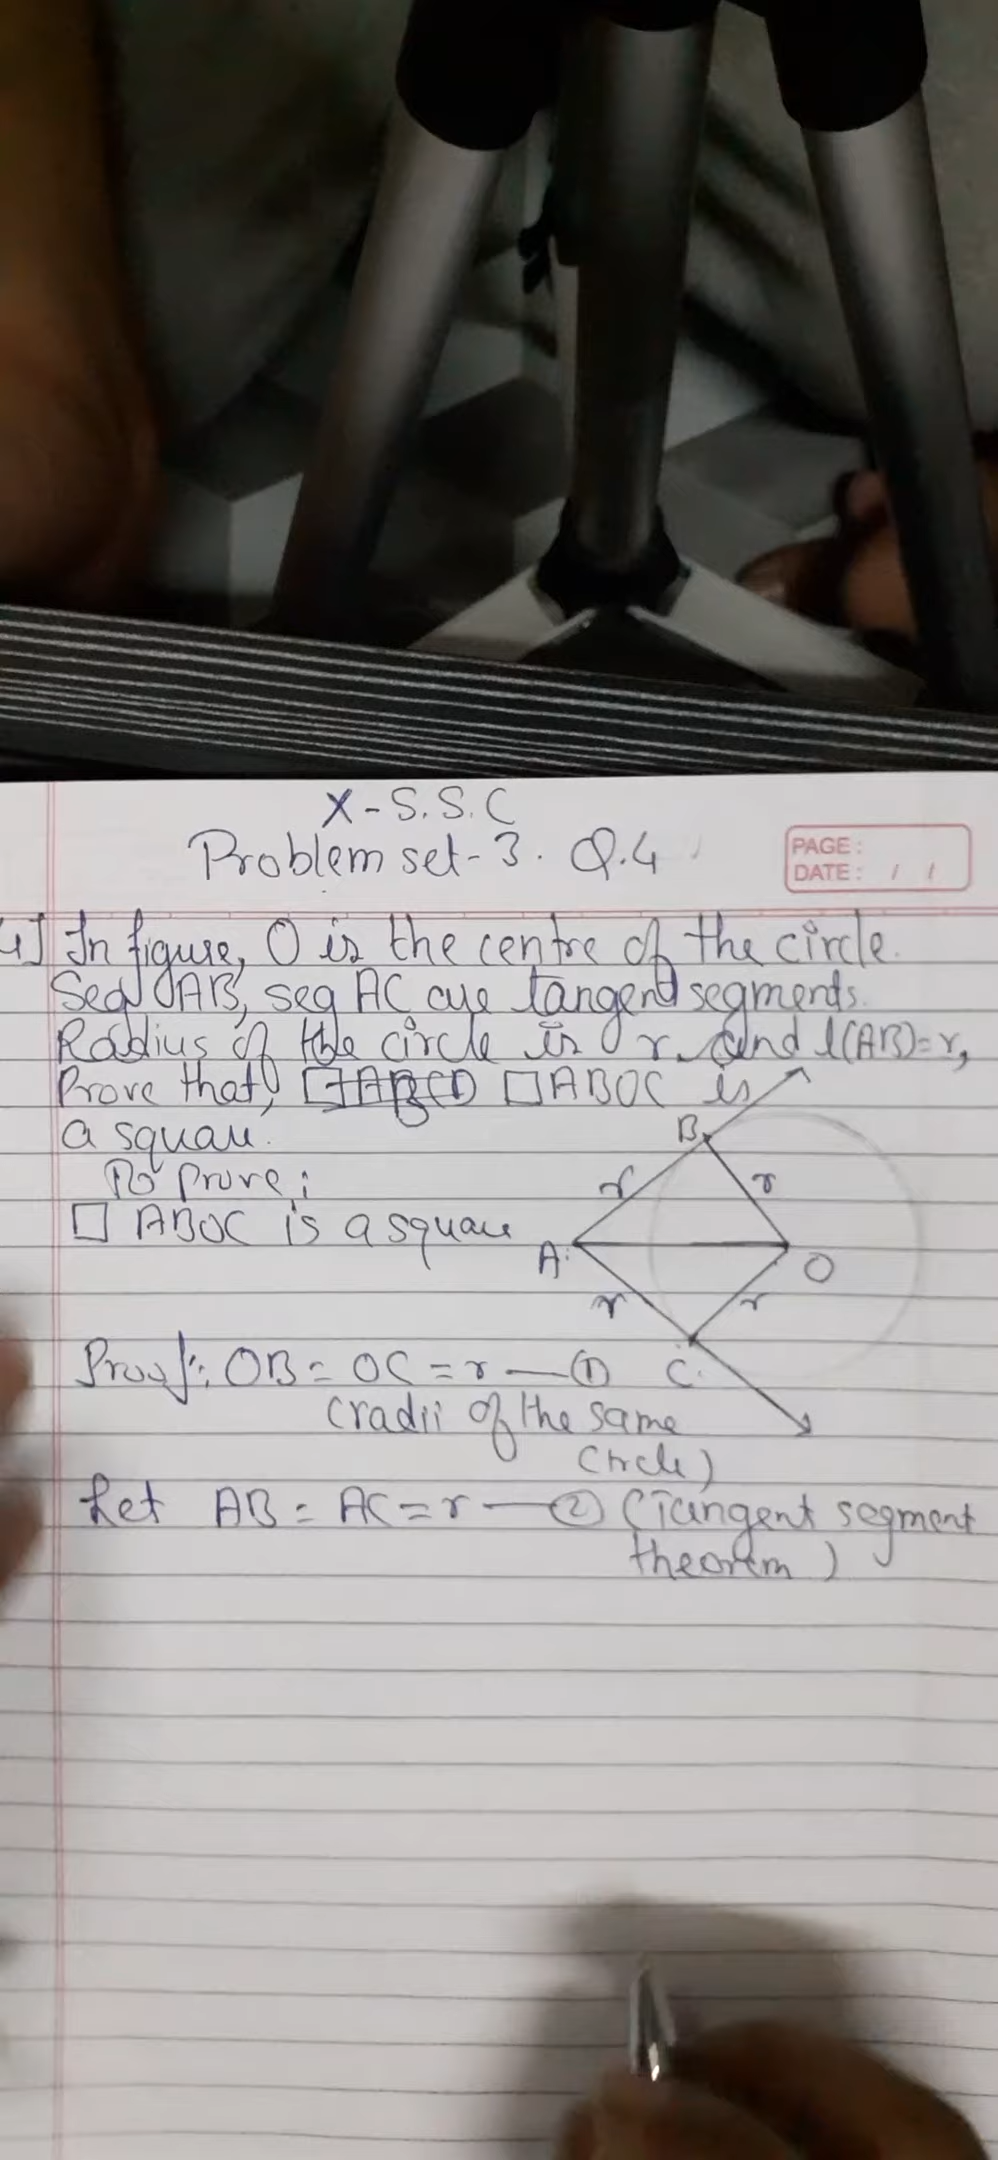 X - S.S.C
Problem set-3. Q.4
PAGE:
DATE: / /
4] In figure, O is the centre of the circle.
Seg AB, seg AC are tangent segments.
Radius of the circle is r and l(AB)=r,
Prove that, □ABCD □ABOC is
a square.
To prove:
□ ABOC is a square
B
r
r
A
O
r
r
C
Proof: OB = OC = r — ①
(radii of the same
circle)
Let AB = AC = r — ② (Tangent segment
theorem)